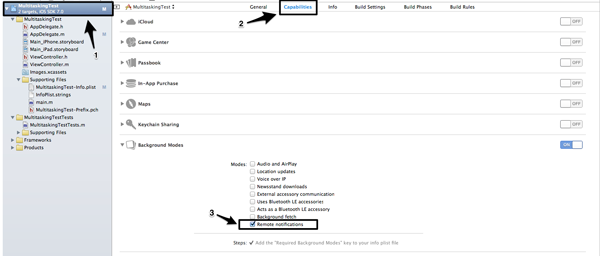 MultitaskingTest
2 targets, iOS SDK 7.0
M
MultitaskingTest
AppDelegate.h
AppDelegate.m
M
Main_iPhone.storyboard
Main_iPad.storyboard
ViewController.h
ViewController.m
Images.xcassets
Supporting Files
MultitaskingTest-Info.plist
M
InfoPlist.strings
main.m
MultitaskingTest-Prefix.pch
MultitaskingTestTests
MultitaskingTestTests.m
Supporting Files
Frameworks
Products
1
MultitaskingTest
General
Capabilities
Info
Build Settings
Build Phases
Build Rules
2
iCloud
OFF
Game Center
OFF
Passbook
OFF
In-App Purchase
OFF
Maps
OFF
Keychain Sharing
OFF
Background Modes
ON
Modes:
Audio and AirPlay
Location updates
Voice over IP
Newsstand downloads
External accessory communication
Uses Bluetooth LE accessories
Acts as a Bluetooth LE accessory
Background fetch
Remote notifications
3
Steps: ✓ Add the "Required Background Modes" key to your info plist file